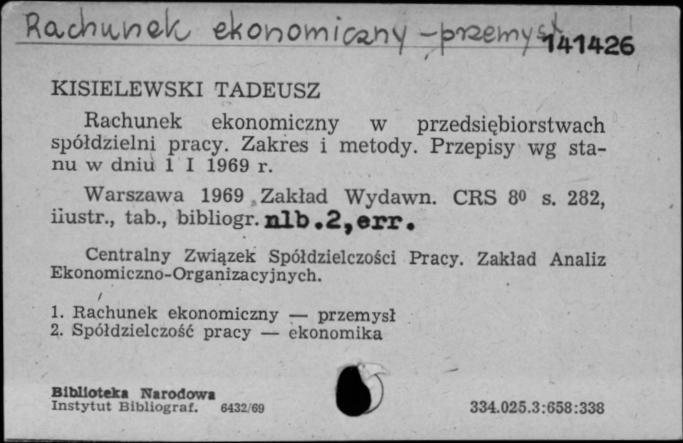 Rachunek ekonomiczny - przemysł
141426
KISIELEWSKI TADEUSZ
Rachunek ekonomiczny w przedsiębiorstwach
spółdzielni pracy. Zakres i metody. Przepisy wg sta-
nu w dniu 1 I 1969 r.
Warszawa 1969 Zakład Wydawn. CRS 8⁰ s. 282,
ilustr., tab., bibliogr. nlb.2,err.
Centralny Związek Spółdzielczości Pracy. Zakład Analiz
Ekonomiczno-Organizacyjnych.
1. Rachunek ekonomiczny — przemysł
2. Spółdzielczość pracy — ekonomika
Biblioteka Narodowa
Instytut Bibliograf. 6432/69
334.025.3:658:338